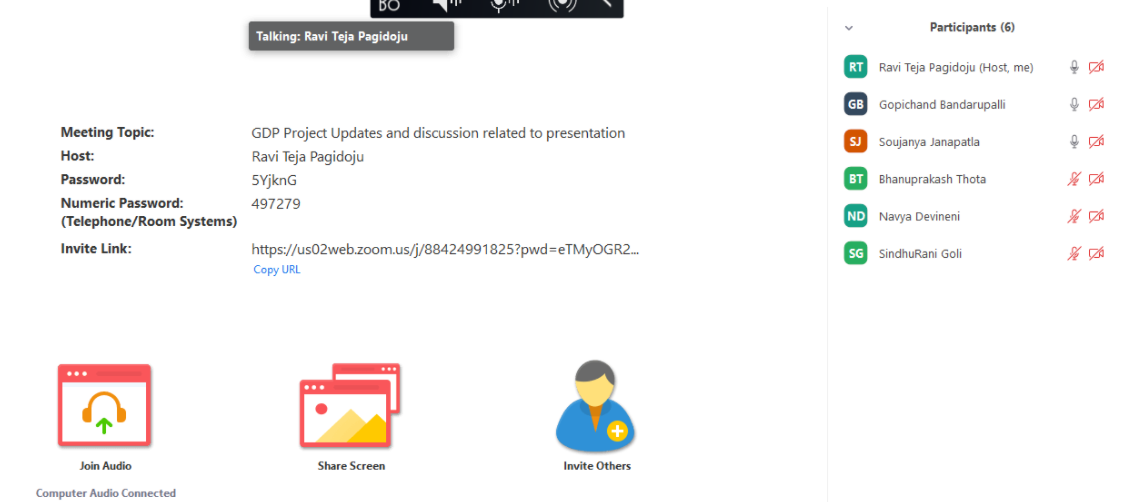 BO
Talking: Ravi Teja Pagidoju
Meeting Topic: GDP Project Updates and discussion related to presentation
Host: Ravi Teja Pagidoju
Password: 5YjknG
Numeric Password: 497279
(Telephone/Room Systems)
Invite Link: https://us02web.zoom.us/j/88424991825?pwd=eTMyOGR2...
Copy URL
Join Audio
Share Screen
Invite Others
Computer Audio Connected
Participants (6)
RT Ravi Teja Pagidoju (Host, me)
GB Gopichand Bandarupalli
SJ Soujanya Janapatla
BT Bhanuprakash Thota
ND Navya Devineni
SG SindhuRani Goli